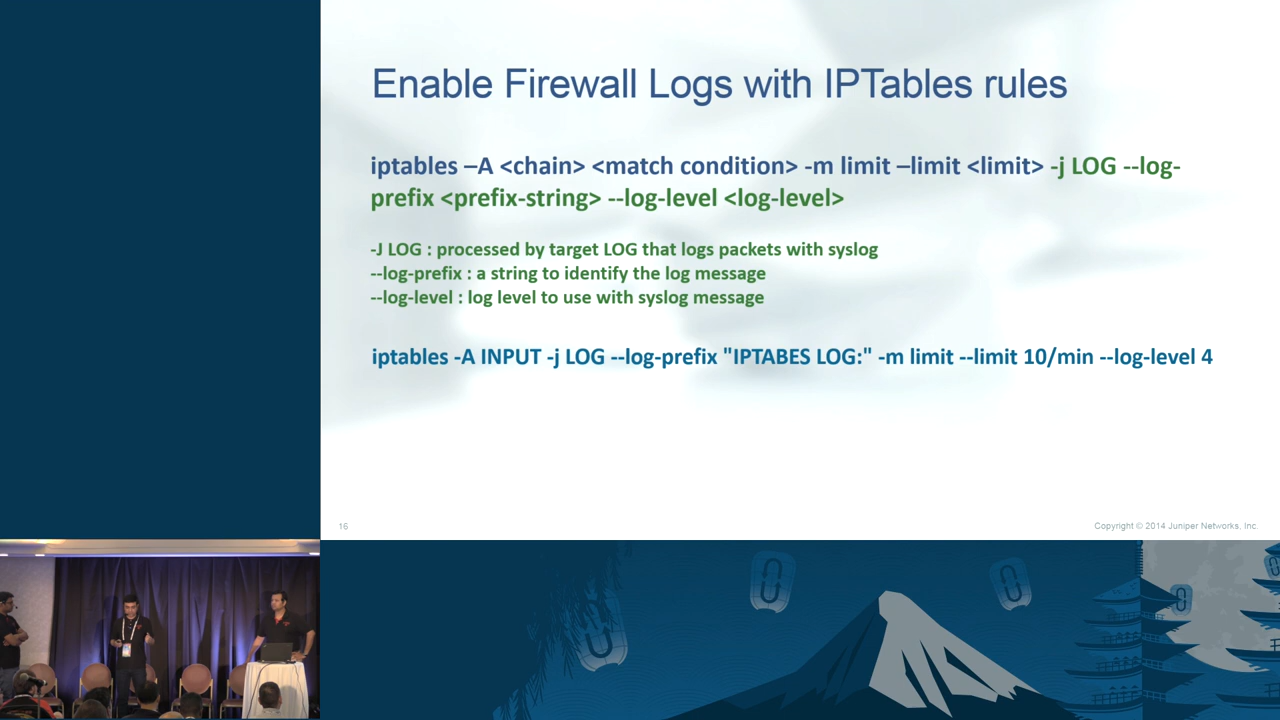 Enable Firewall Logs with IPTables rules
iptables –A <chain> <match condition> -m limit –limit <limit> -j LOG --log-
prefix <prefix-string> --log-level <log-level>
-J LOG : processed by target LOG that logs packets with syslog
--log-prefix : a string to identify the log message
--log-level : log level to use with syslog message
iptables -A INPUT -j LOG --log-prefix "IPTABES LOG:" -m limit --limit 10/min --log-level 4
16
Copyright © 2014 Juniper Networks, Inc.